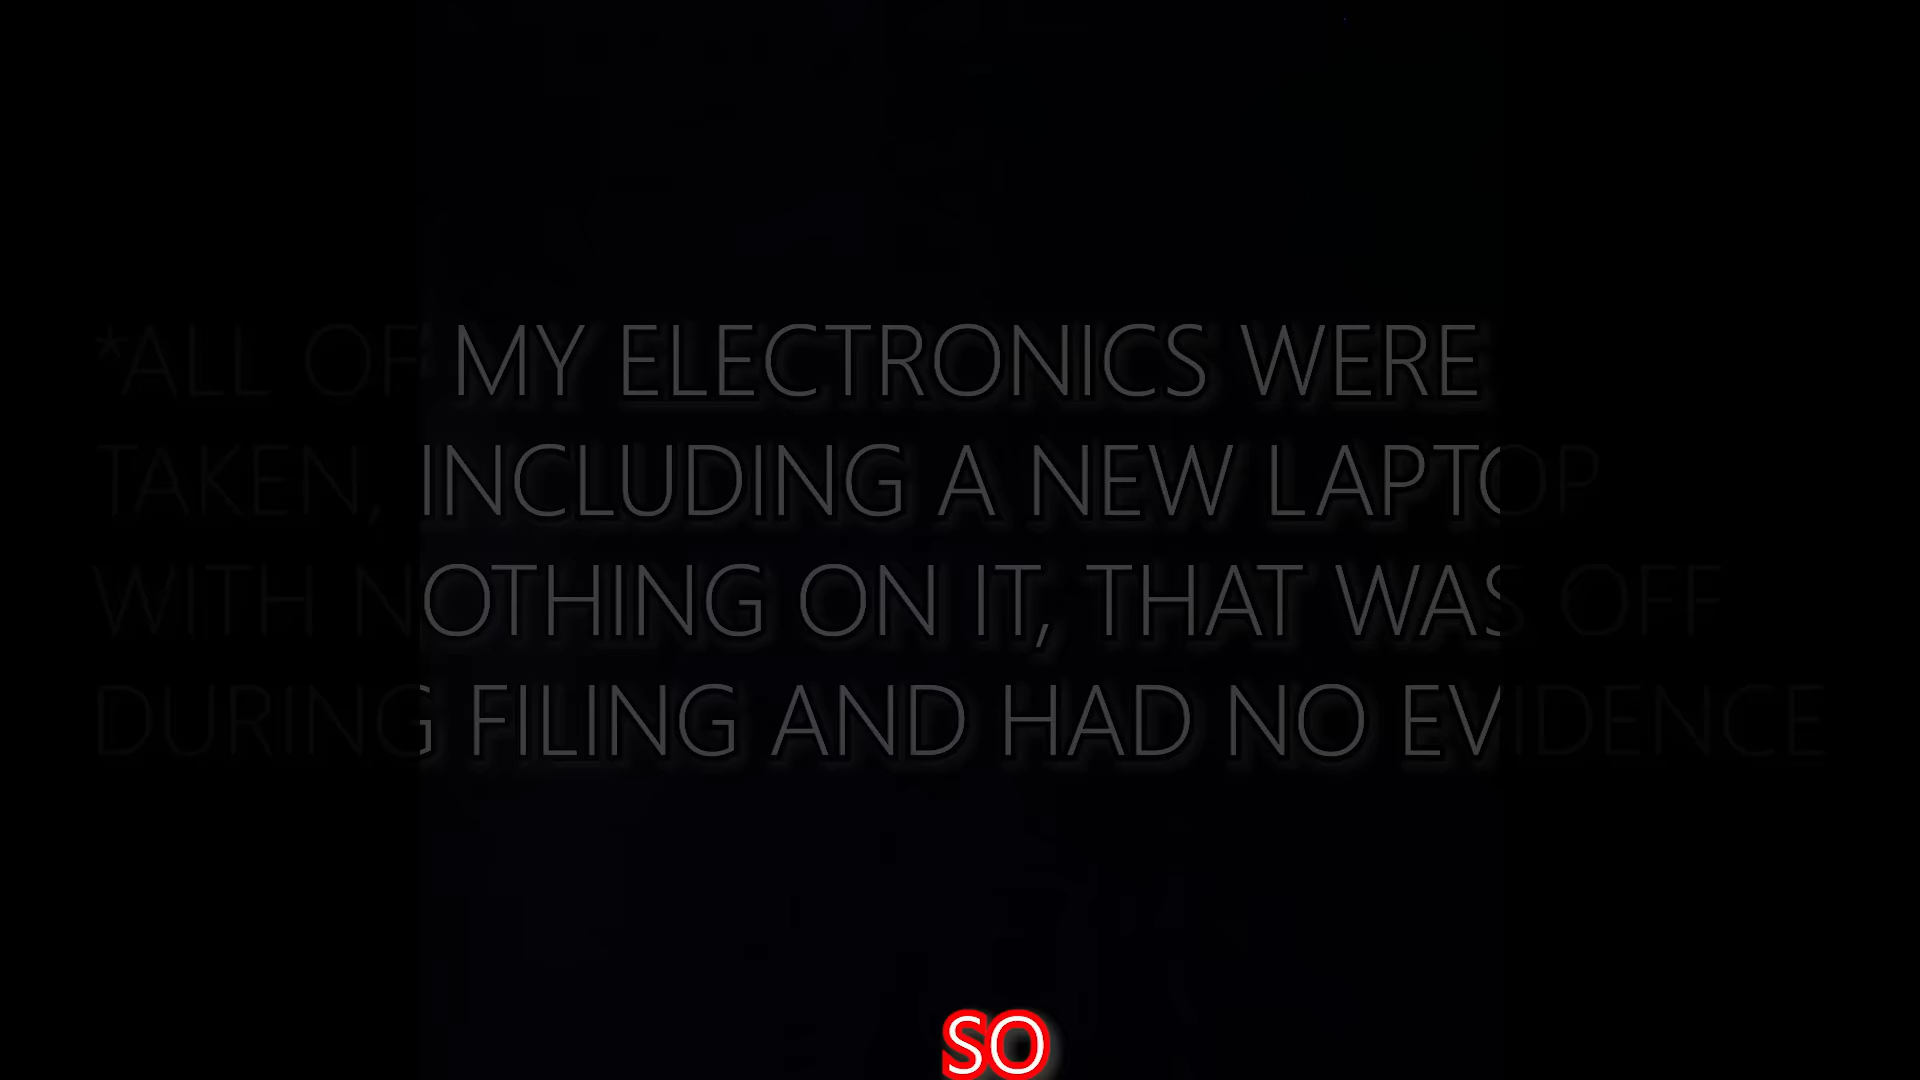 *ALL OF MY ELECTRONICS WERE
TAKEN, INCLUDING A NEW LAPTOP
WITH NOTHING ON IT, THAT WAS OFF
DURING FILING AND HAD NO EVIDENCE
SO